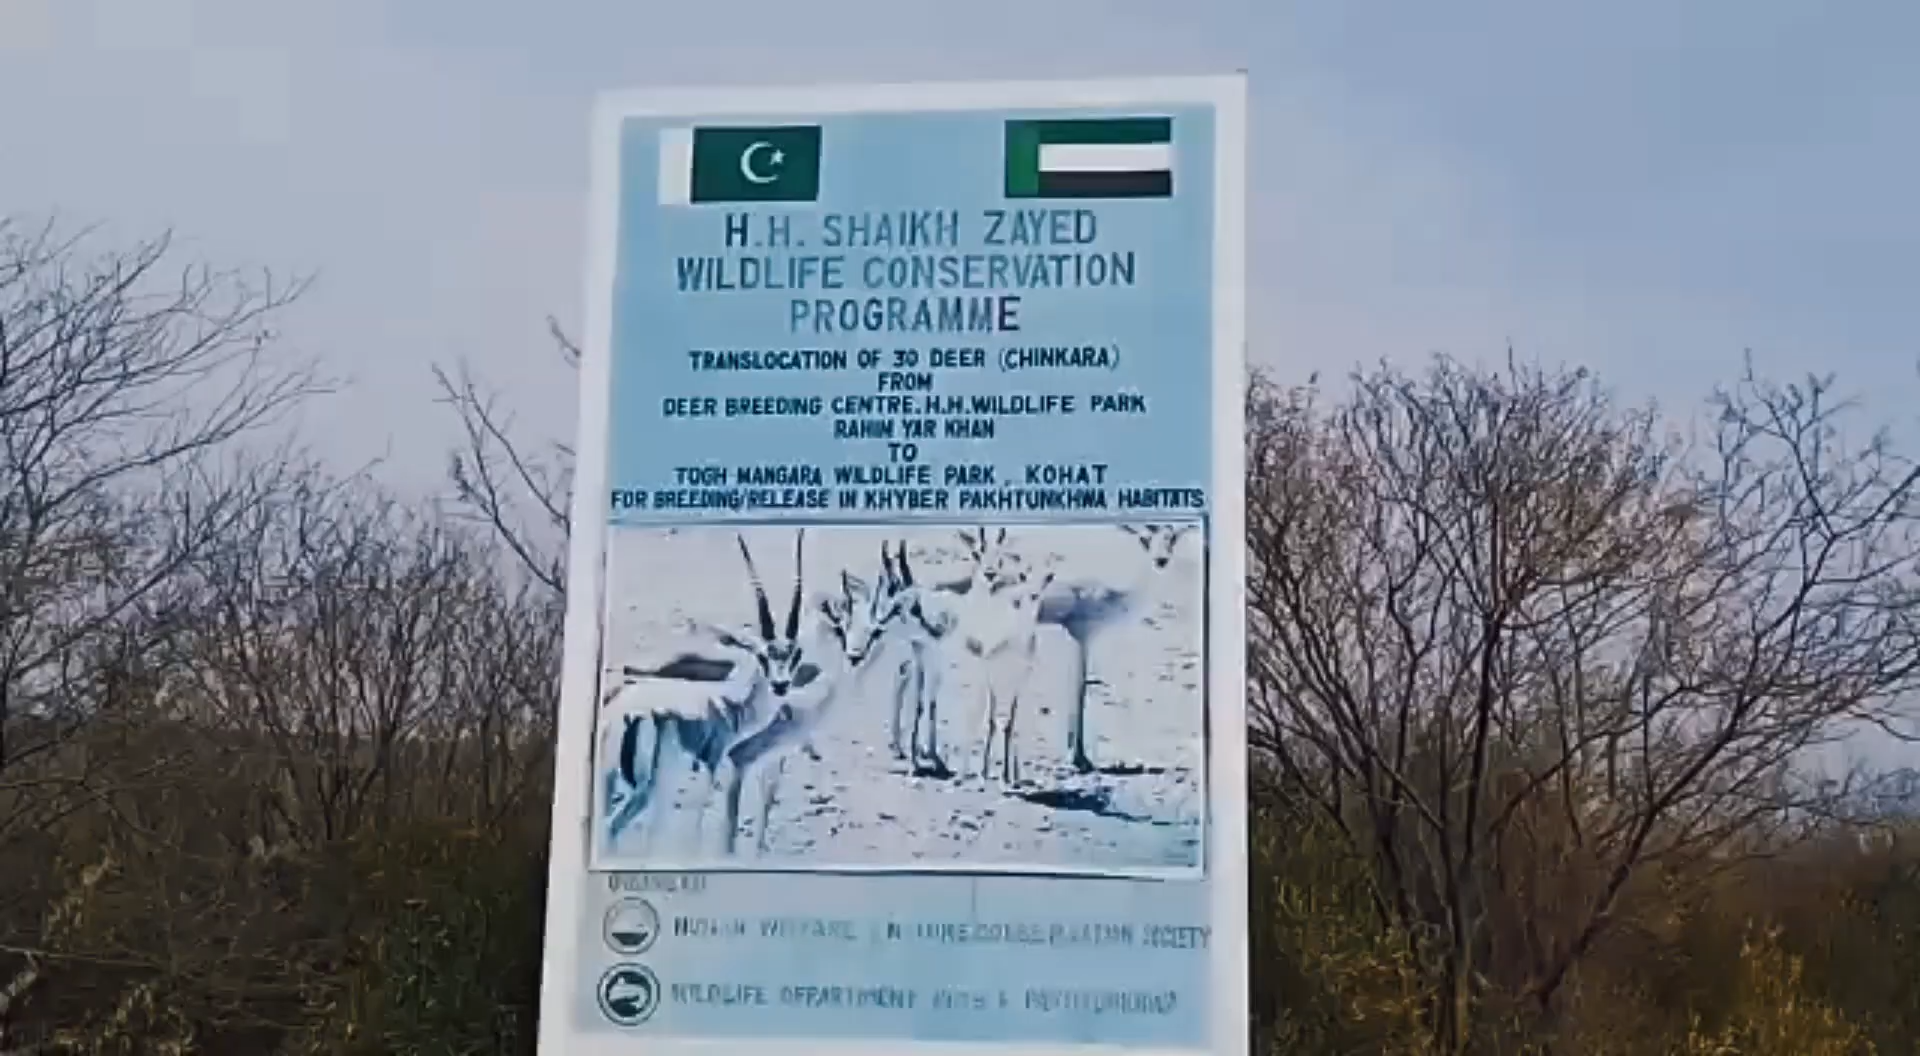 H.H. SHAIKH ZAYED
WILDLIFE CONSERVATION
PROGRAMME
TRANSLOCATION OF 30 DEER (CHINKARA)
FROM
DEER BREEDING CENTRE.H.H.WILDLIFE PARK
RAHIM YAR KHAN
TO
TOGH MANGARA WILDLIFE PARK, KOHAT
FOR BREEDING/RELEASE IN KHYBER PAKHTUNKHWA HABITATS
WELFARE SOCIETY
WILDLIFE DEPARTMENT